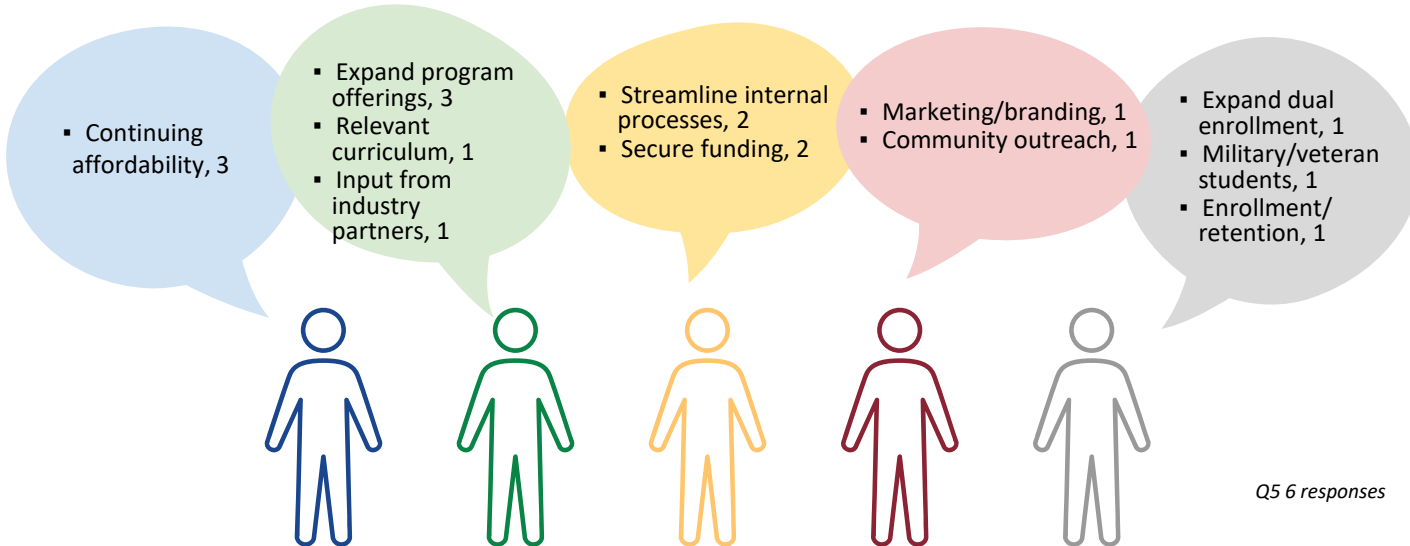 ▪ Continuing
affordability, 3
▪ Expand program
offerings, 3
▪ Relevant
curriculum, 1
▪ Input from
industry
partners, 1
▪ Streamline internal
processes, 2
▪ Secure funding, 2
▪ Marketing/branding, 1
▪ Community outreach, 1
▪ Expand dual
enrollment, 1
▪ Military/veteran
students, 1
▪ Enrollment/
retention, 1
Q5 6 responses